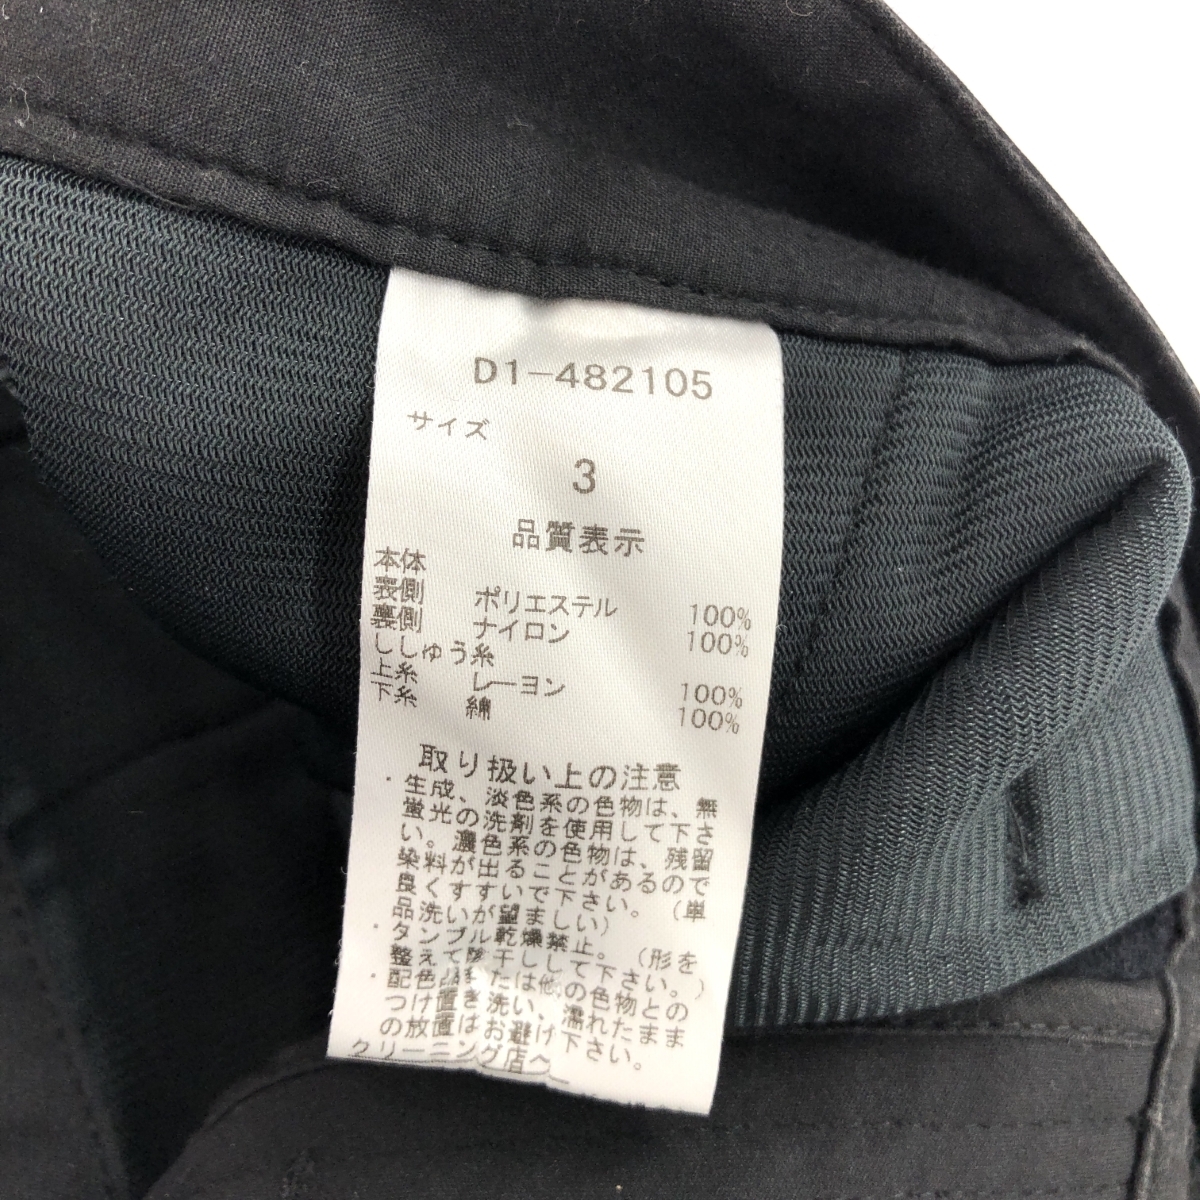 D1-482105
サイズ
3
品質表示
本体
表側 ポリエステル 100%
裏側 ナイロン 100%
ししゅう糸
上糸 レーヨン 100%
下糸 綿 100%
取り扱い上の注意
・生成、淡色系の色物は、無
蛍光の洗剤を使用して下さ
い。濃色系の色物は、残留
染料が出ることがあるので
良くすすいで下さい。（単
品洗いが望ましい）
・タンブル乾燥禁止。（形を
整えて陰干しして下さい。）
・配色品または他の色物との
つけ置き洗い、濡れたまま
の放置はお避け下さい。
クリーニング店へ